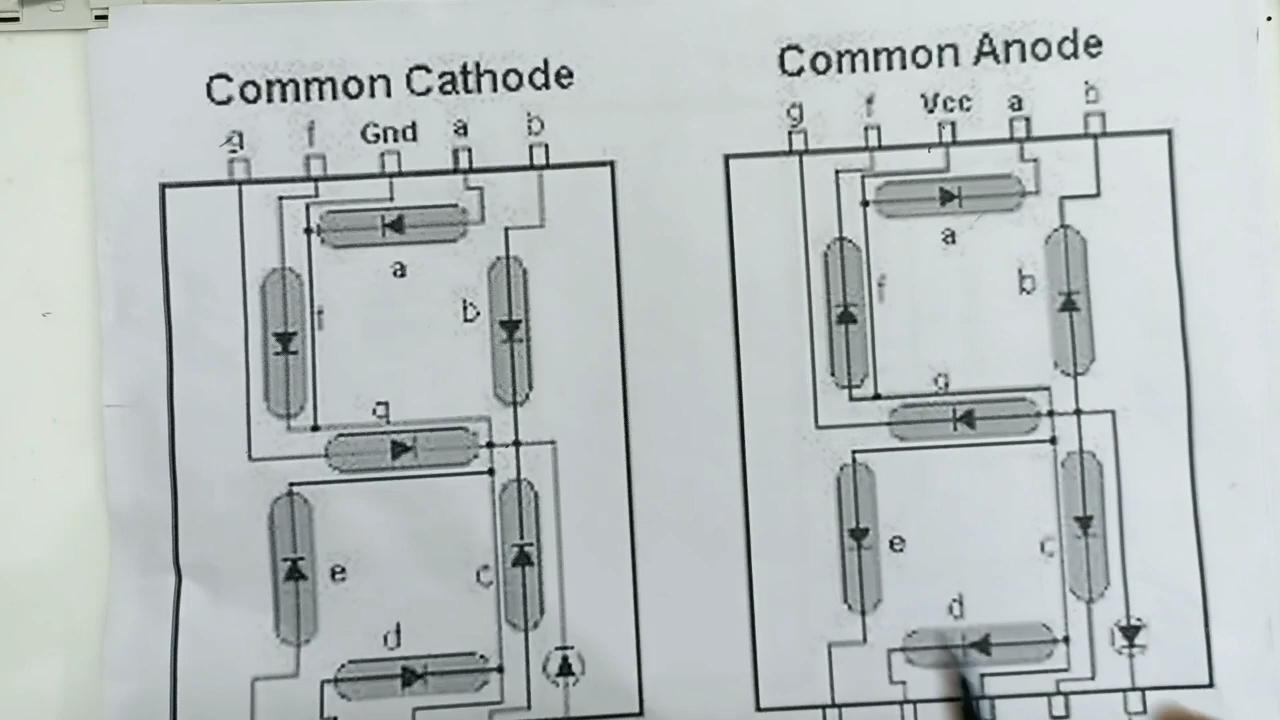 Common Cathode
g f Gnd a b
a
f
b
g
e
c
d
Common Anode
g f Vcc a b
a
f
b
g
e
c
d